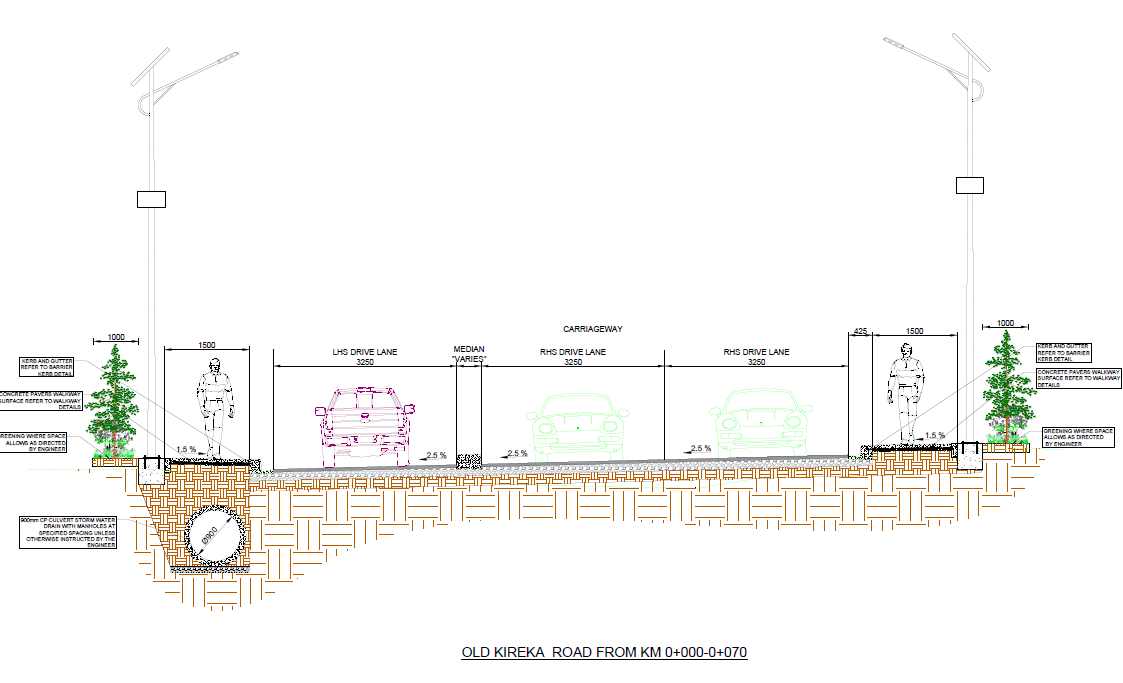 CARRIAGEWAY
1000
1500
LHS DRIVE LANE
3250
MEDIAN
"VARIES"
RHS DRIVE LANE
3250
RHS DRIVE LANE
3250
425
1500
1000
KERB AND GUTTER
REFER TO BARRIER
KERB DETAIL
CONCRETE PAVERS WALKWAY
SURFACE REFER TO WALKWAY
DETAILS
GREENING WHERE SPACE
ALLOWS AS DIRECTED
BY ENGINEER
1.5 %
2.5 %
2.5 %
2.5 %
1.5 %
KERB AND GUTTER
REFER TO BARRIER
KERB DETAIL
CONCRETE PAVERS WALKWAY
SURFACE REFER TO WALKWAY
DETAILS
GREENING WHERE SPACE
ALLOWS AS DIRECTED
BY ENGINEER
900mm CP CULVERT STORM WATER
DRAIN WITH MANHOLES AT
SPECIFIED SPACING UNLESS
OTHERWISE INSTRUCTED BY THE
ENGINEER
Ø900
OLD KIREKA ROAD FROM KM 0+000-0+070